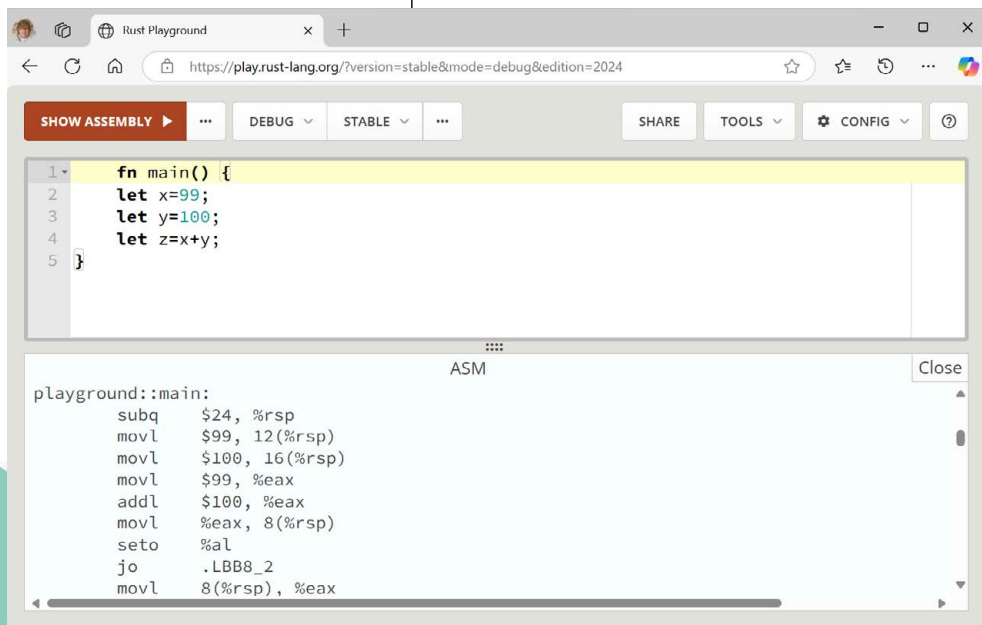 Rust Playground
https://play.rust-lang.org/?version=stable&mode=debug&edition=2024
SHOW ASSEMBLY ▶ ... DEBUG STABLE ... SHARE TOOLS CONFIG ?
1 fn main() {
2 let x=99;
3 let y=100;
4 let z=x+y;
5 }
ASM Close
playground::main:
subq $24, %rsp
movl $99, 12(%rsp)
movl $100, 16(%rsp)
movl $99, %eax
addl $100, %eax
movl %eax, 8(%rsp)
seto %al
jo .LBB8_2
movl 8(%rsp), %eax